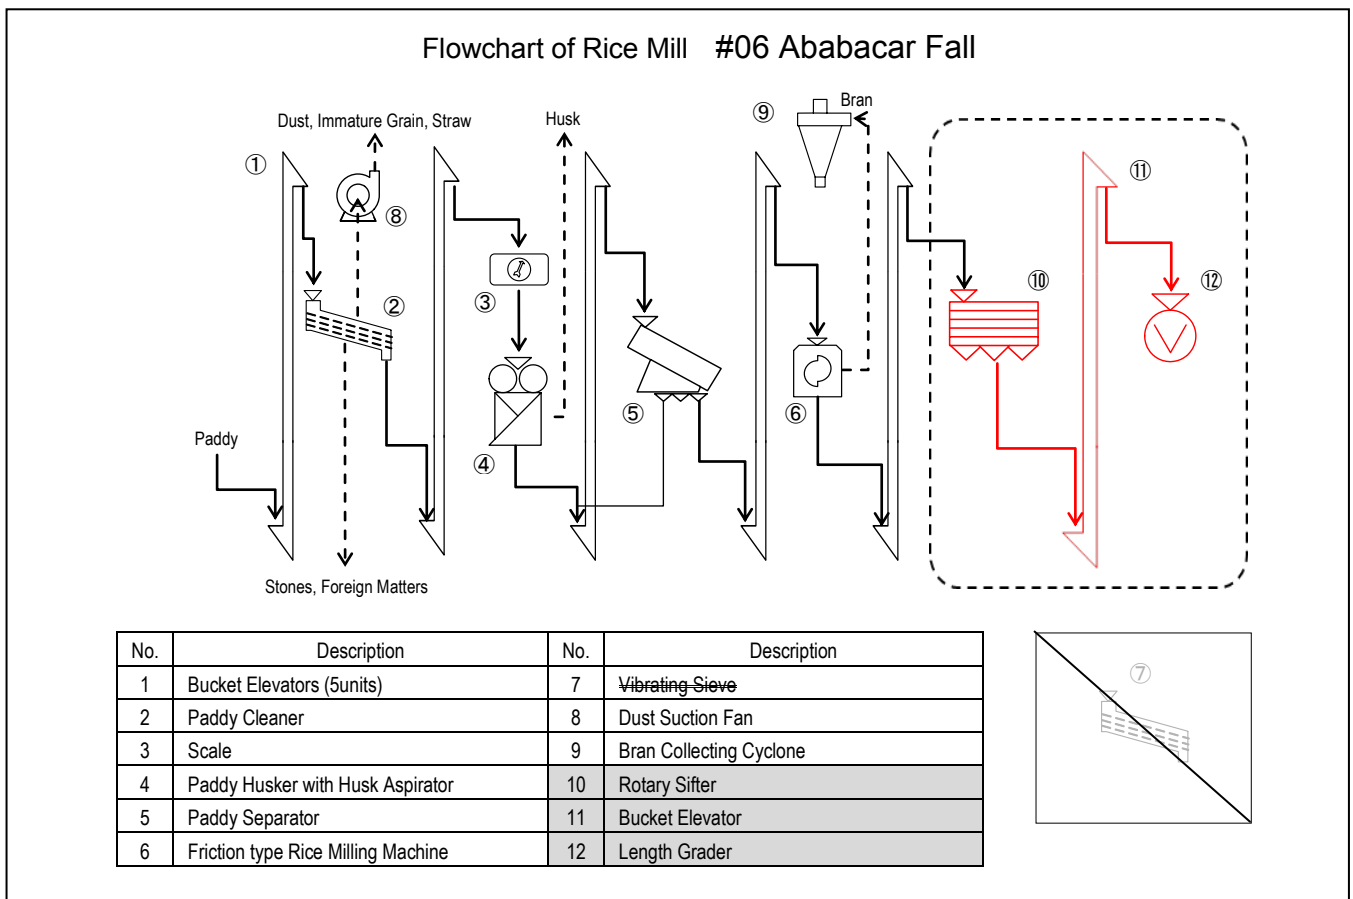 Flowchart of Rice Mill #06 Ababacar Fall
Dust, Immature Grain, Straw
Husk
⑨
Bran
①
⑧
⑪
②
③
⑩
⑫
⑤
⑥
Paddy
④
Stones, Foreign Matters
No. Description No. Description
1 Bucket Elevators (5units) 7 Vibrating Sieve
2 Paddy Cleaner 8 Dust Suction Fan
3 Scale 9 Bran Collecting Cyclone
4 Paddy Husker with Husk Aspirator 10 Rotary Sifter
5 Paddy Separator 11 Bucket Elevator
6 Friction type Rice Milling Machine 12 Length Grader
⑦